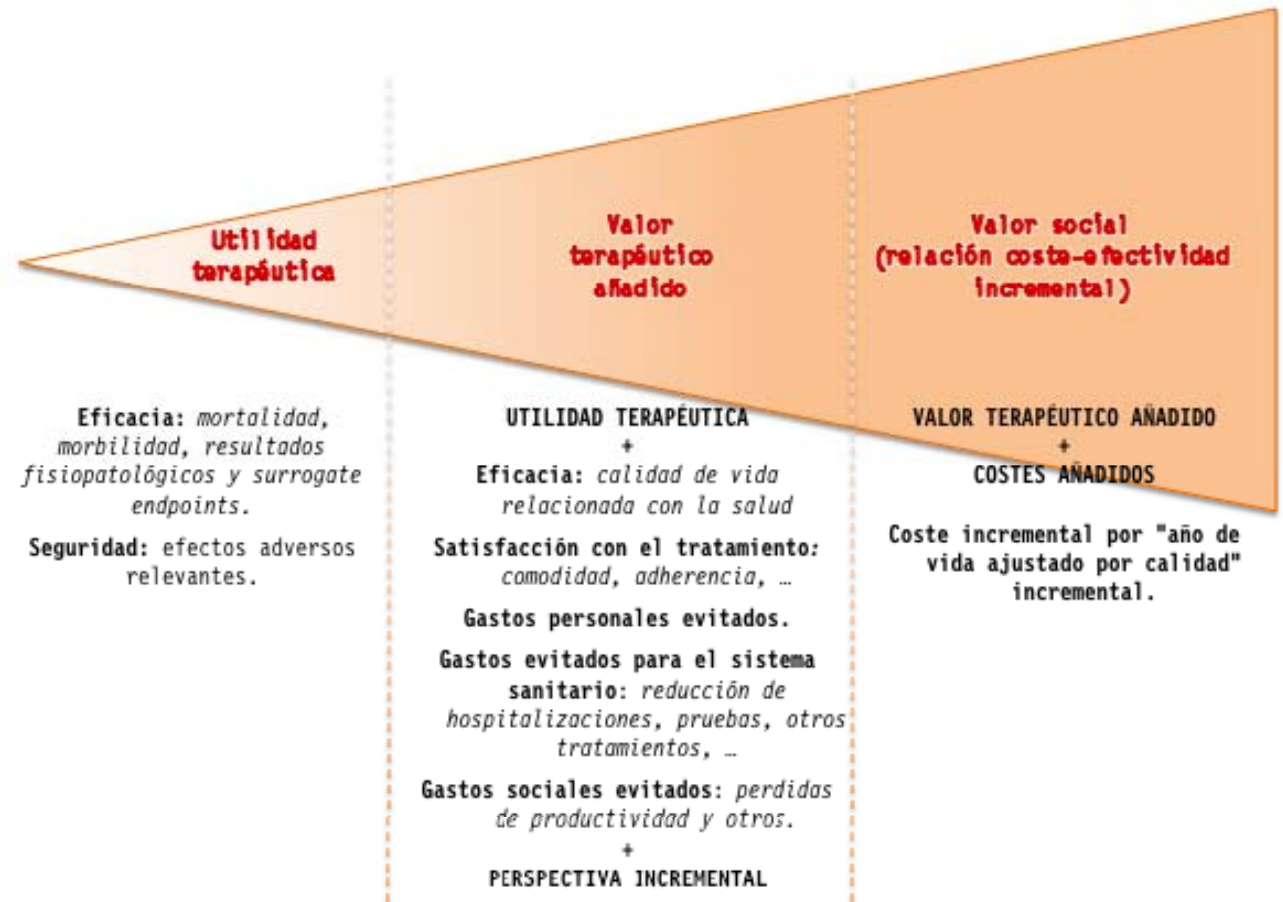 Utilidad
terapéutica
Valor
terapéutico
añadido
Valor social
(relación coste-efectividad
incremental)
Eficacia: mortalidad,
morbilidad, resultados
fisiopatológicos y surrogate
endpoints.
Seguridad: efectos adversos
relevantes.
UTILIDAD TERAPÉUTICA
+
Eficacia: calidad de vida
relacionada con la salud
Satisfacción con el tratamiento:
comodidad, adherencia, …
Gastos personales evitados.
Gastos evitados para el sistema
sanitario: reducción de
hospitalizaciones, pruebas, otros
tratamientos, …
Gastos sociales evitados: perdidas
de productividad y otros.
+
PERSPECTIVA INCREMENTAL
VALOR TERAPÉUTICO AÑADIDO
+
COSTES AÑADIDOS
Coste incremental por "año de
vida ajustado por calidad"
incremental.